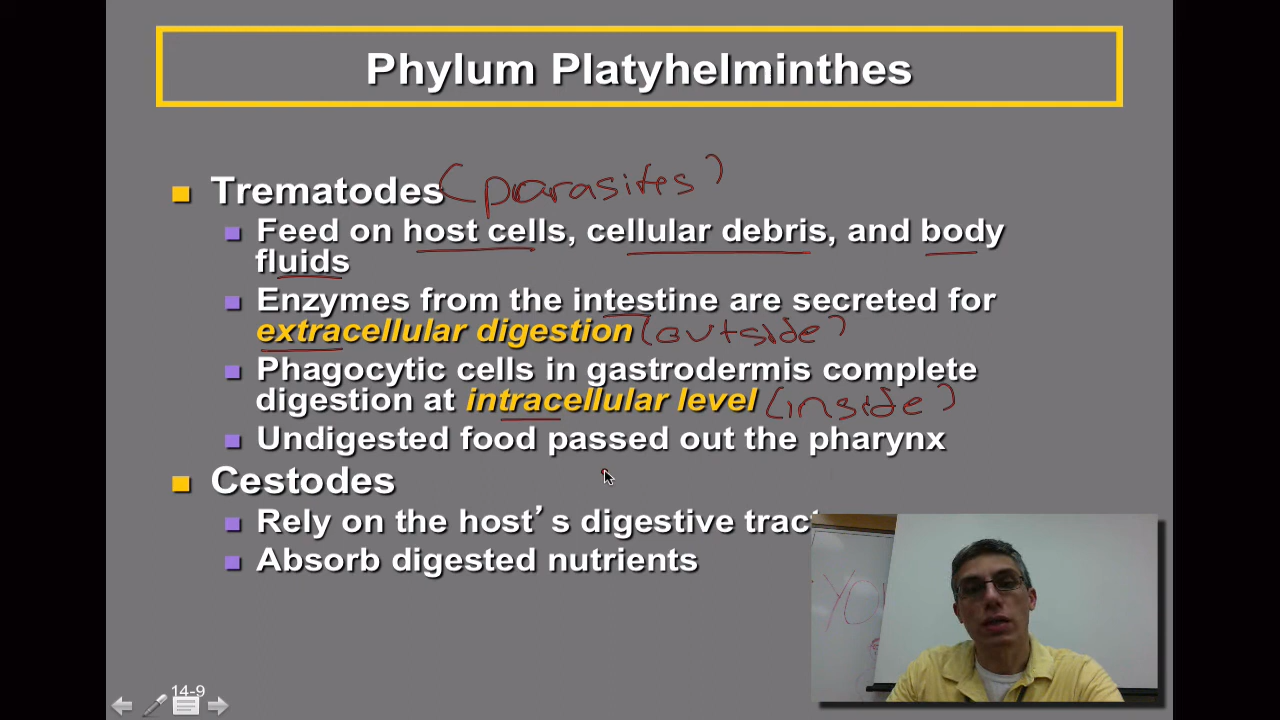 Phylum Platyhelminthes
Trematodes (parasites)
Feed on host cells, cellular debris, and body
fluids
Enzymes from the intestine are secreted for
extracellular digestion (outside)
Phagocytic cells in gastrodermis complete
digestion at intracellular level (inside)
Undigested food passed out the pharynx
Cestodes
Rely on the host's digestive tract
Absorb digested nutrients
YO
14-9